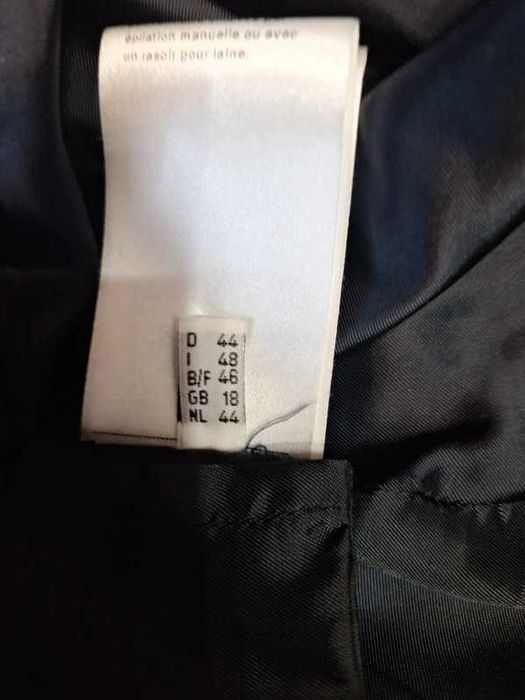 épilation manuelle ou avec
un rasoir pour laine.
D 44
I 48
B/F 46
GB 18
NL 44